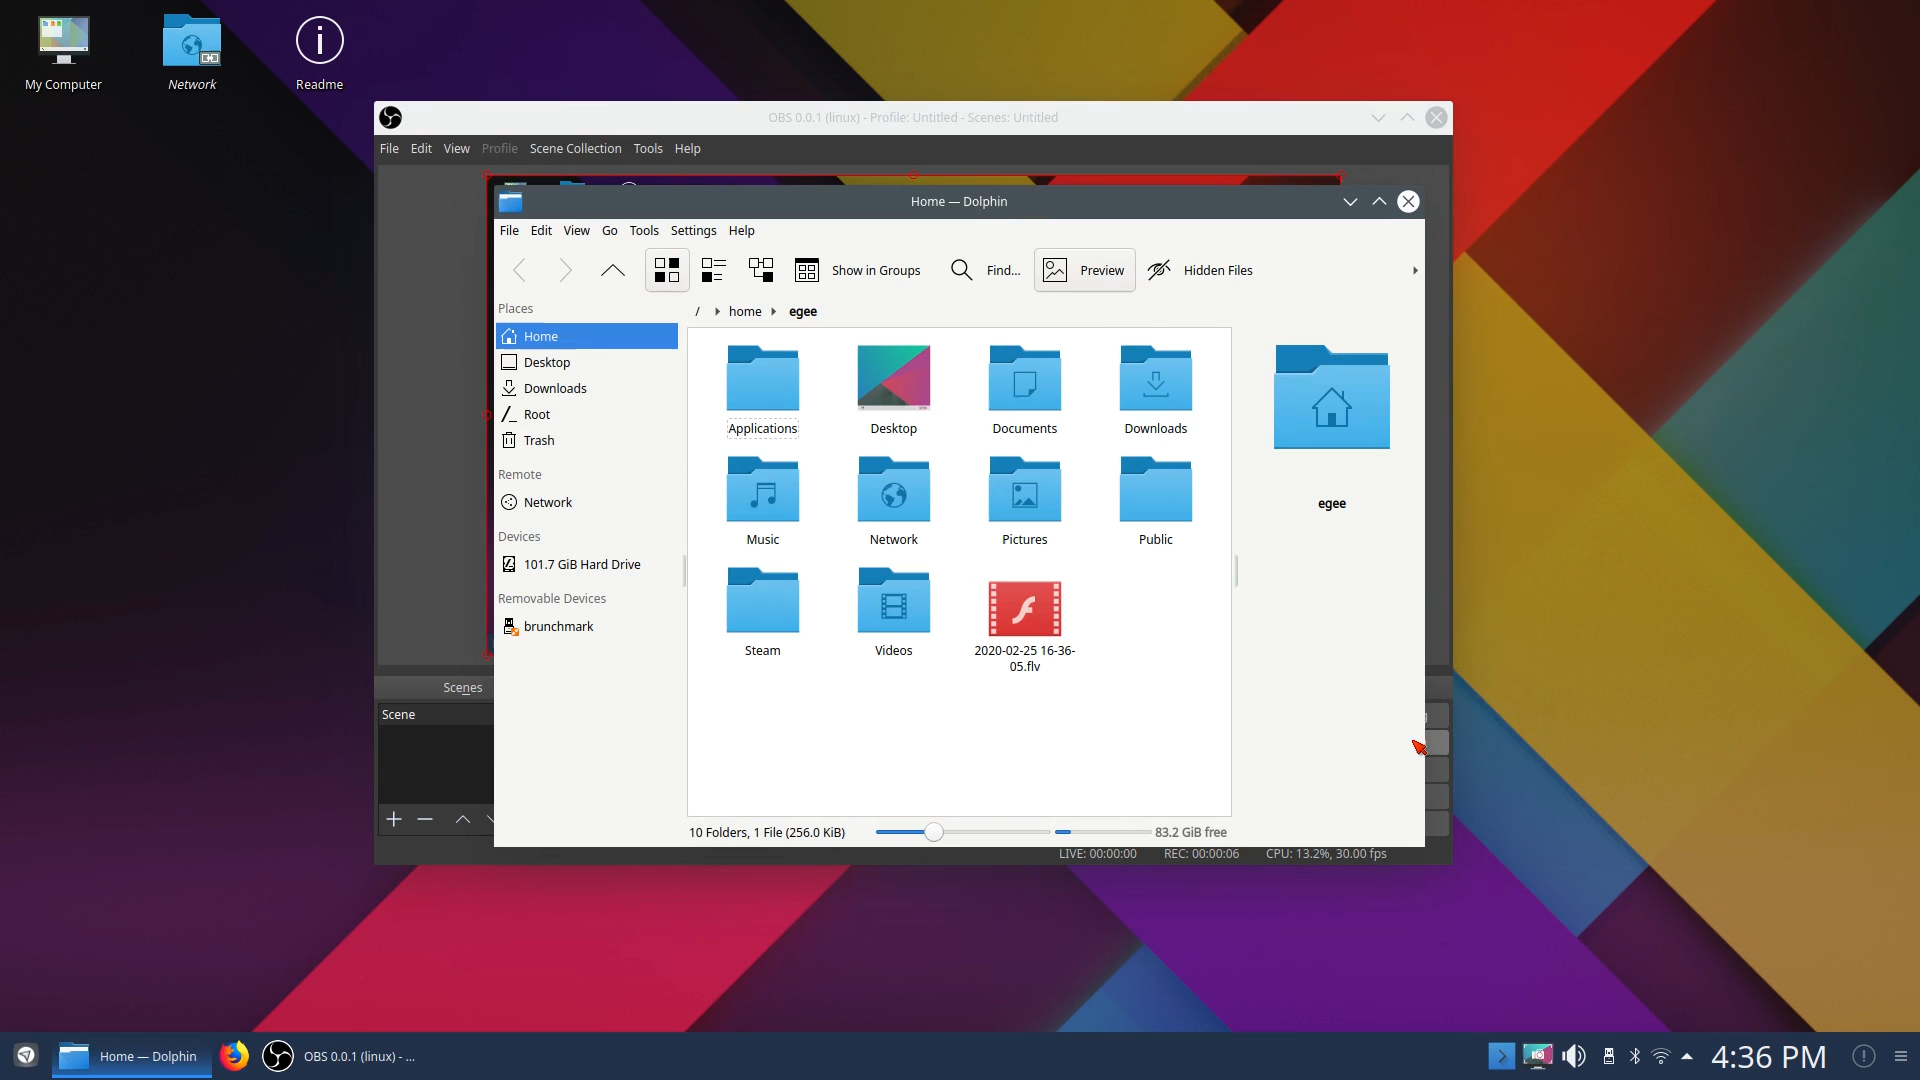 My Computer
Network
Readme
OBS 0.0.1 (linux) - Profile: Untitled - Scenes: Untitled
File Edit View Profile Scene Collection Tools Help
Home — Dolphin
File Edit View Go Tools Settings Help
Show in Groups Find... Preview Hidden Files
Places
/ home egee
Home
Desktop
Downloads
Root
Trash
Remote
Network
Devices
101.7 GiB Hard Drive
Removable Devices
brunchmark
Applications Desktop Documents Downloads
Music Network Pictures Public
Steam Videos 2020-02-25 16-36-
05.flv
egee
10 Folders, 1 File (256.0 KiB) 83.2 GiB free
Scenes
Scene
LIVE: 00:00:00 REC: 00:00:06 CPU: 13.2%, 30.00 fps
Home — Dolphin
OBS 0.0.1 (linux) - ...
4:36 PM